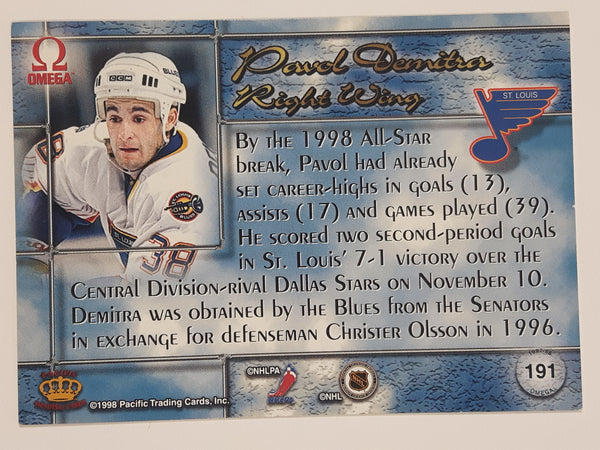 OMEGA
CCM
Pavol Demitra
Right Wing
ST. LOUIS
By the 1998 All-Star
break, Pavol had already
set career-highs in goals (13),
assists (17) and games played (39).
He scored two second-period goals
in St. Louis' 7-1 victory over the
Central Division-rival Dallas Stars on November 10.
Demitra was obtained by the Blues from the Senators
in exchange for defenseman Christer Olsson in 1996.
38
©NHLPA
©NHL
NHL
1997-98
191
OMEGA
©1998 Pacific Trading Cards, Inc.